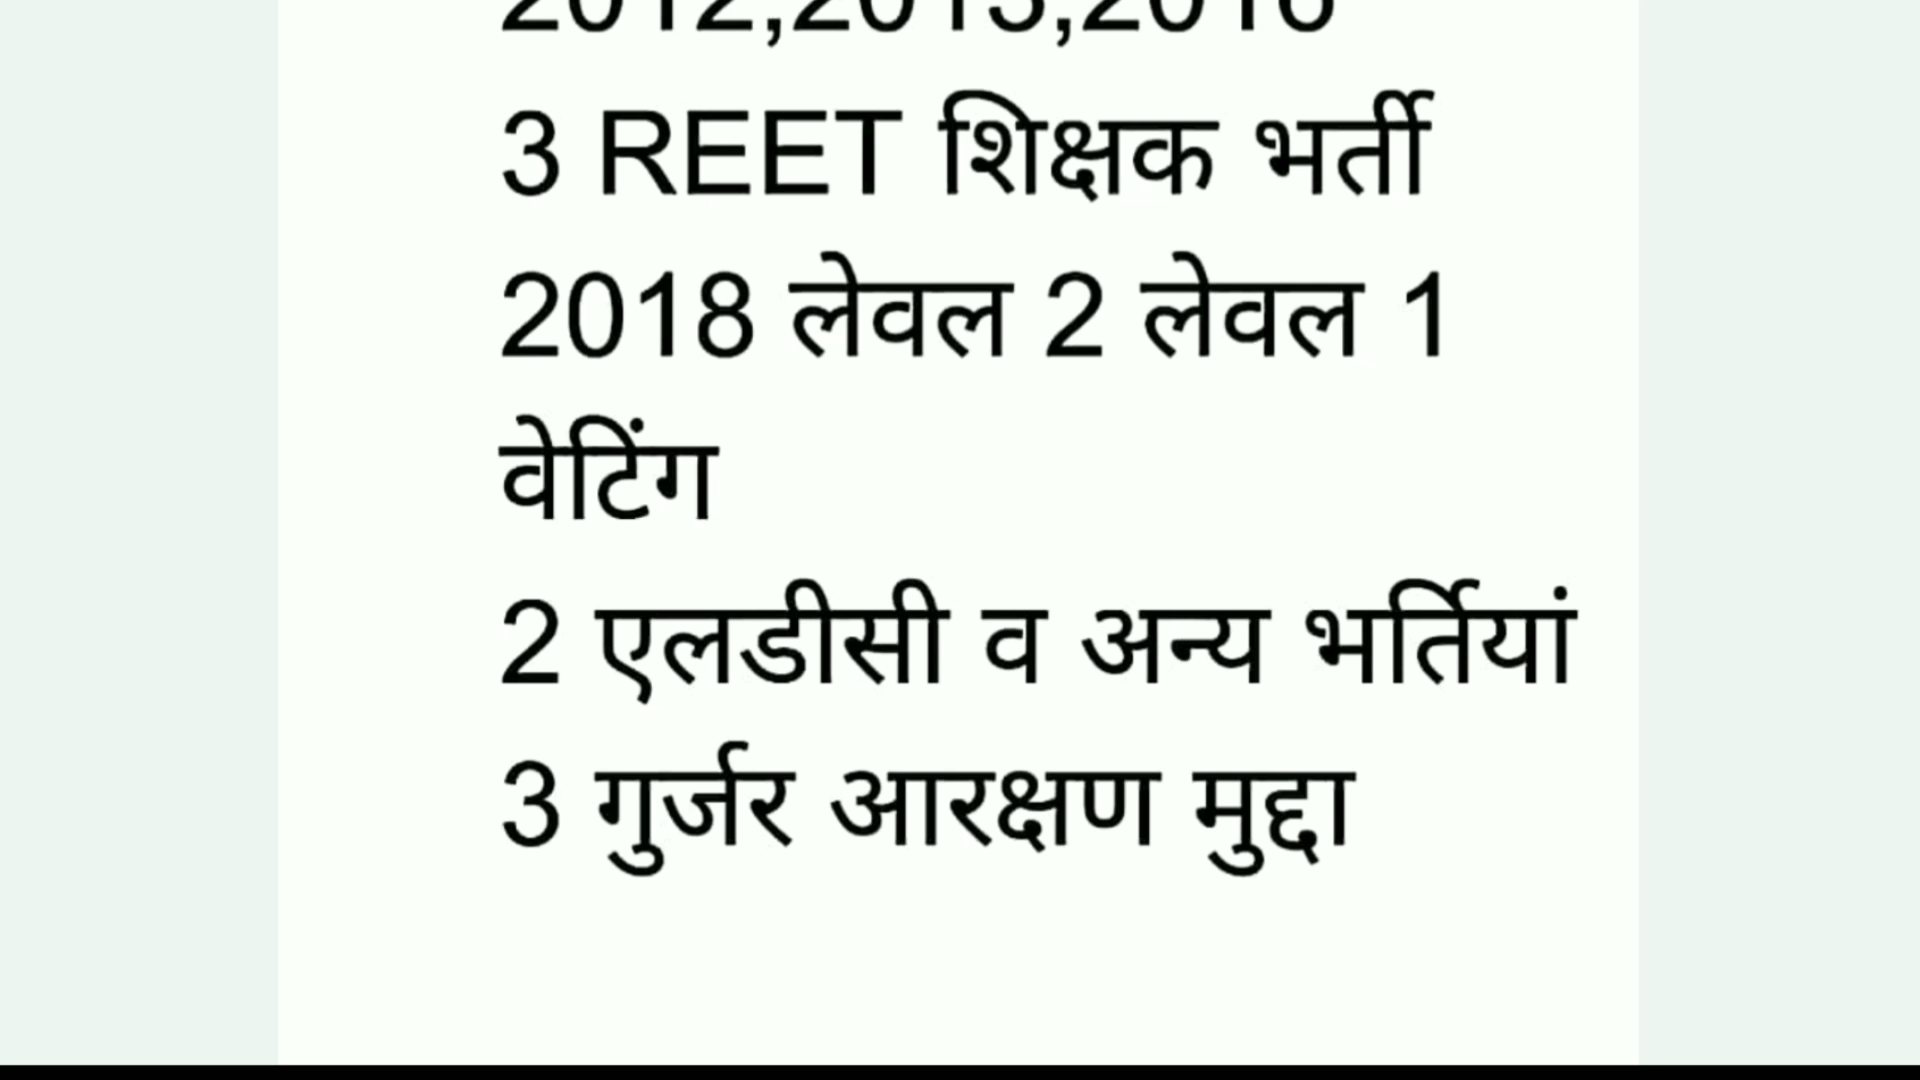 3 REET शिक्षक भर्ती
2018 लेवल 2 लेवल 1
वेटिंग
2 एलडीसी व अन्य भर्तियां
3 गुर्जर आरक्षण मुद्दा